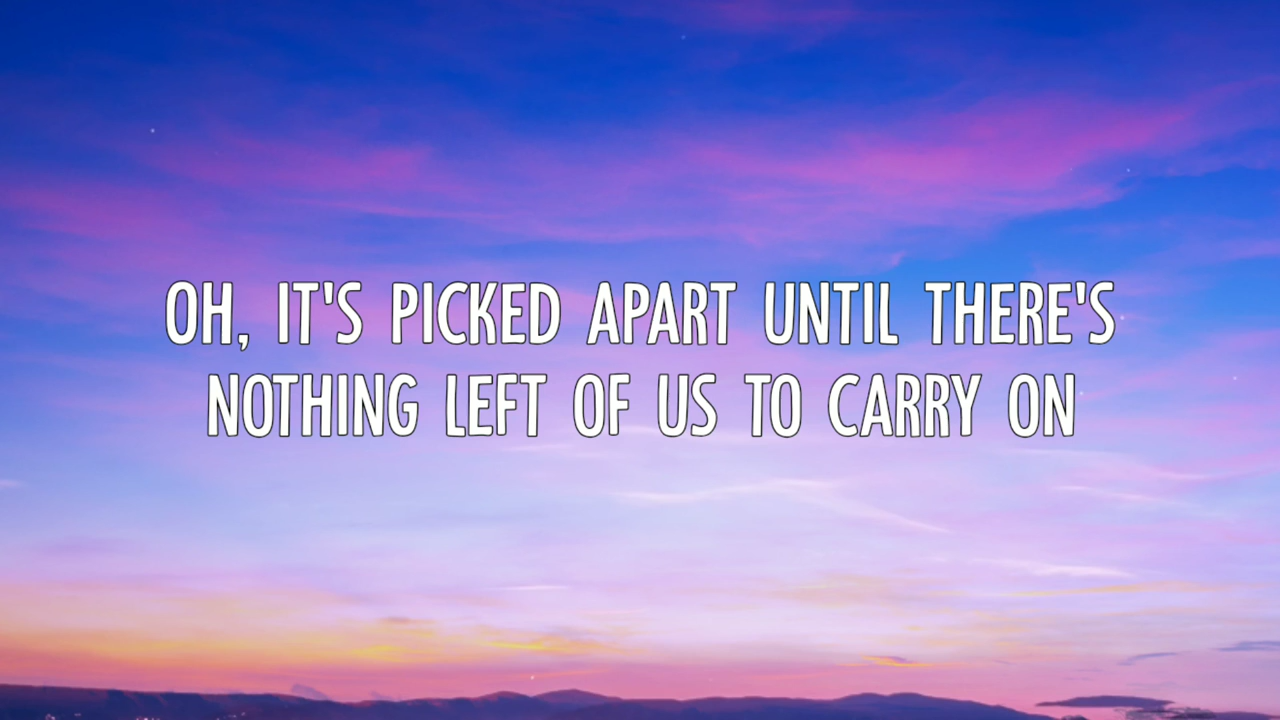 OH, IT'S PICKED APART UNTIL THERE'S
NOTHING LEFT OF US TO CARRY ON